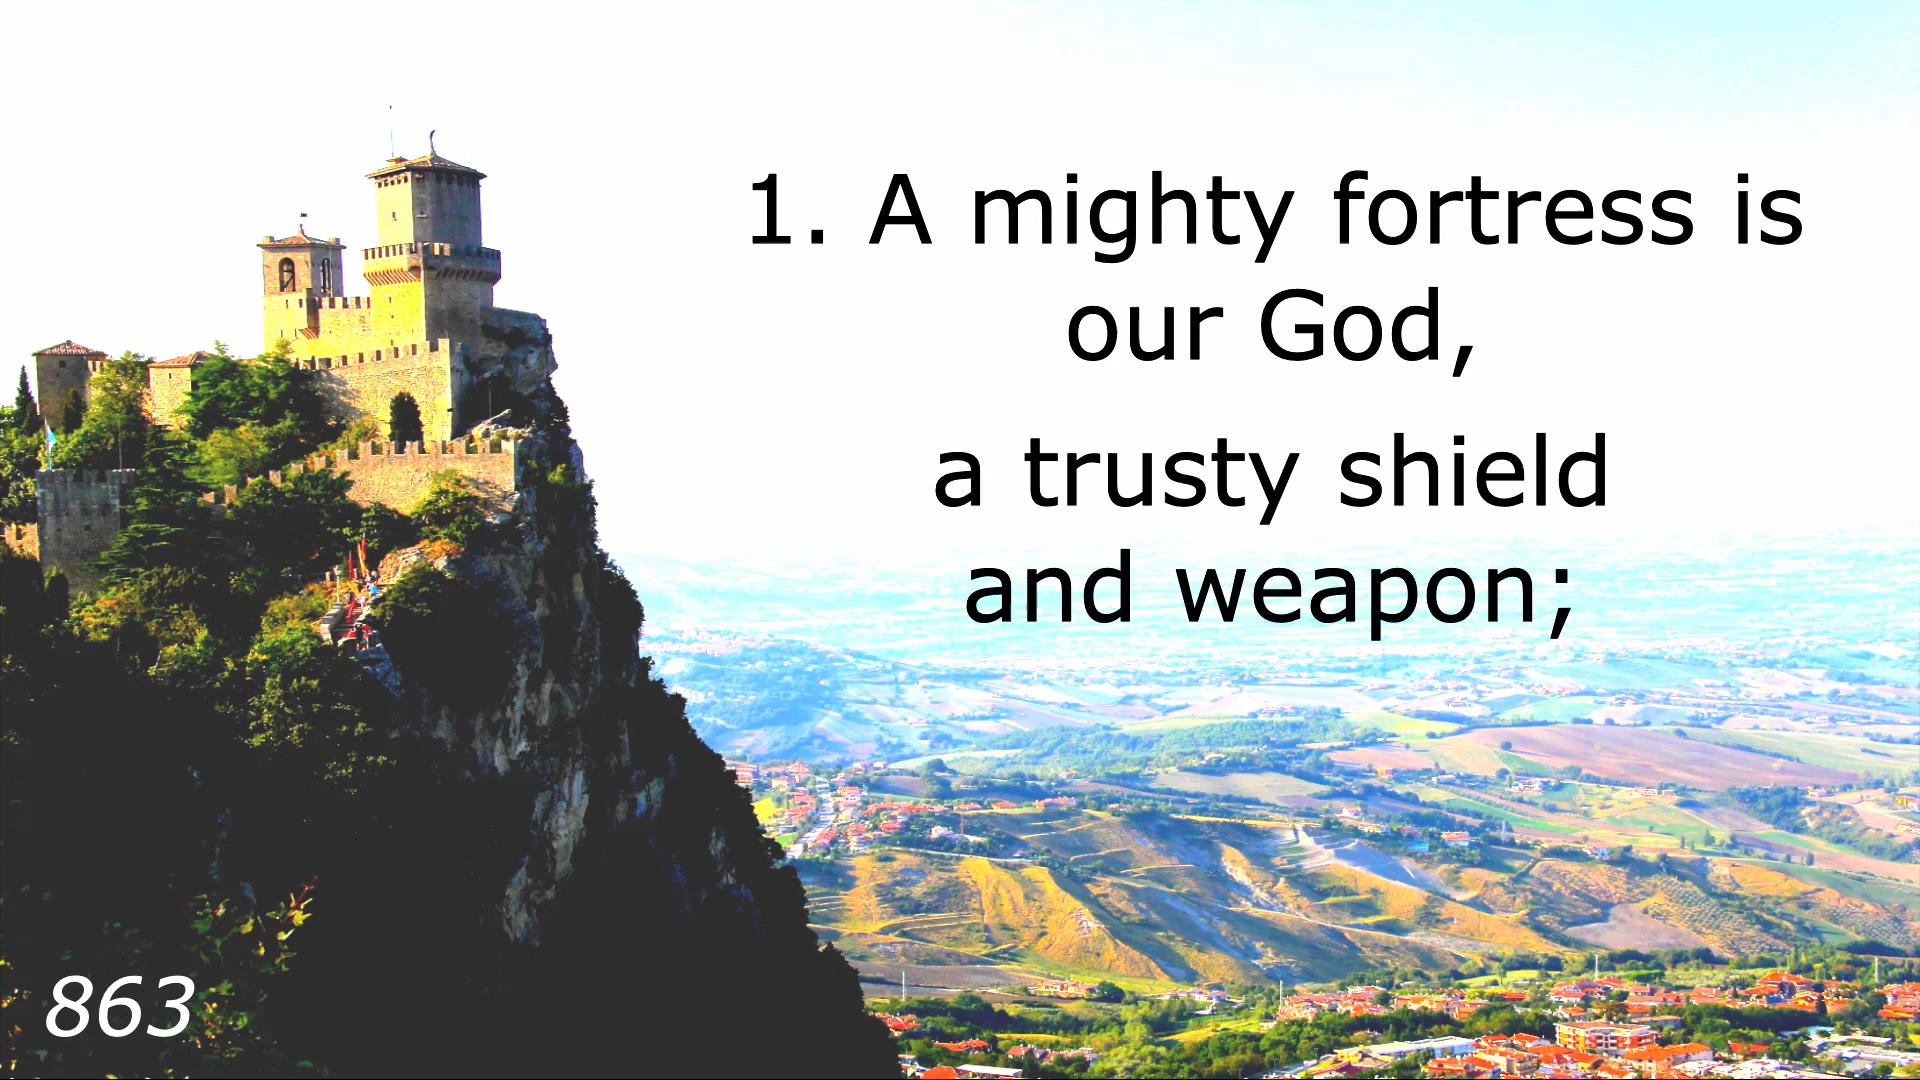 1. A mighty fortress is
our God,
a trusty shield
and weapon;
863